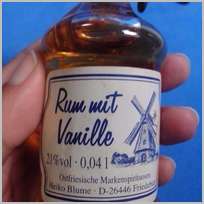 Rum mit
Vanille
21%vol · 0,04 l
Ostfriesische Markenspirituosen
Heiko Blume · D-26446 Friedeburg